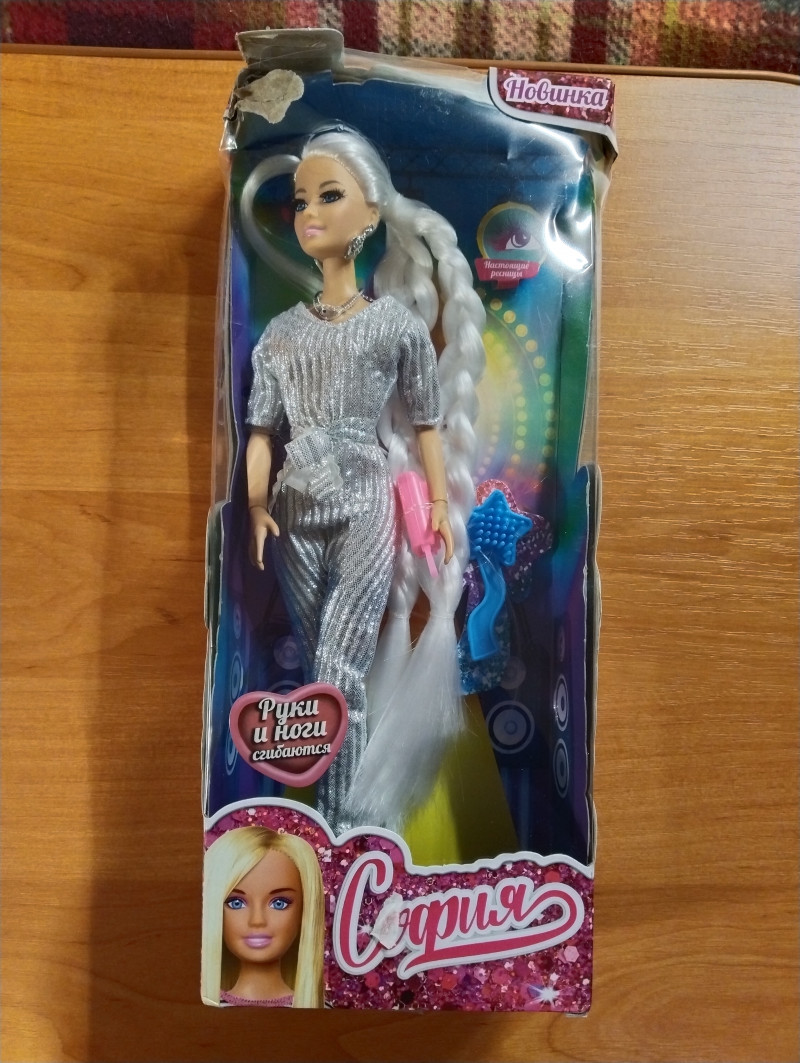 Новинка
Настоящие
ресницы
Руки
и ноги
сгибаются
София